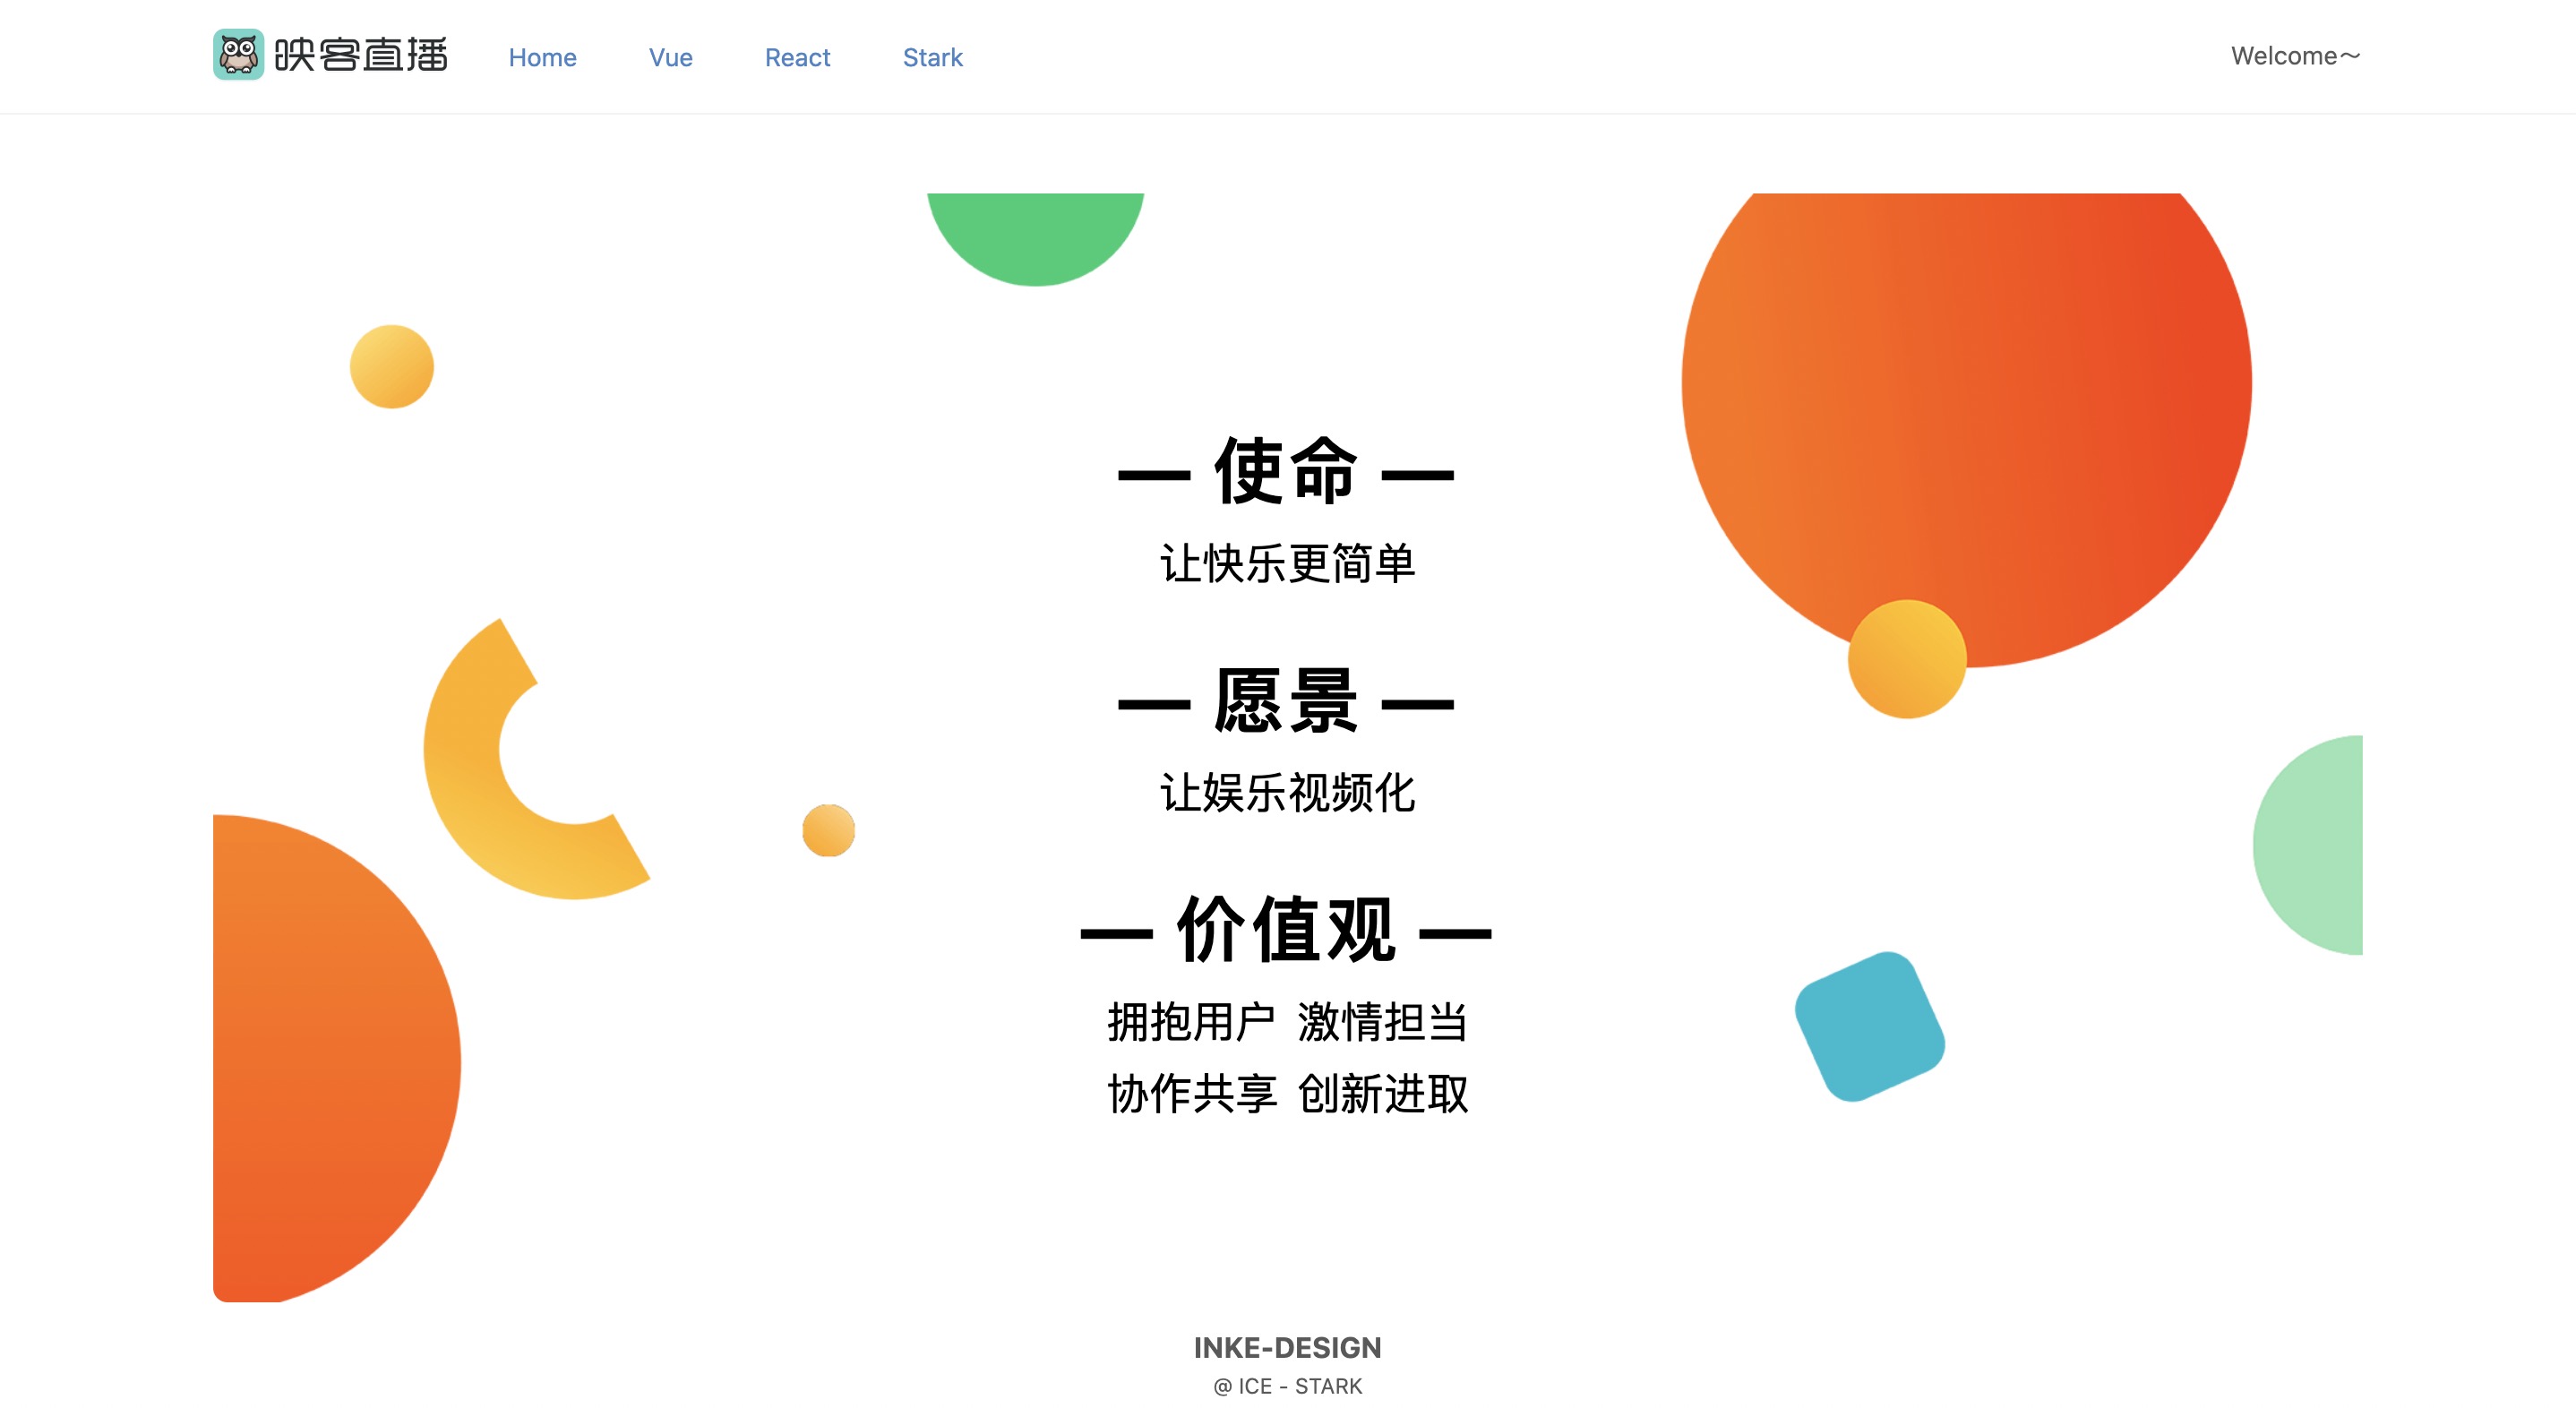 映客直播 Home Vue React Stark Welcome～
— 使命 —
让快乐更简单
— 愿景 —
让娱乐视频化
— 价值观 —
拥抱用户 激情担当
协作共享 创新进取
INKE-DESIGN
@ ICE - STARK